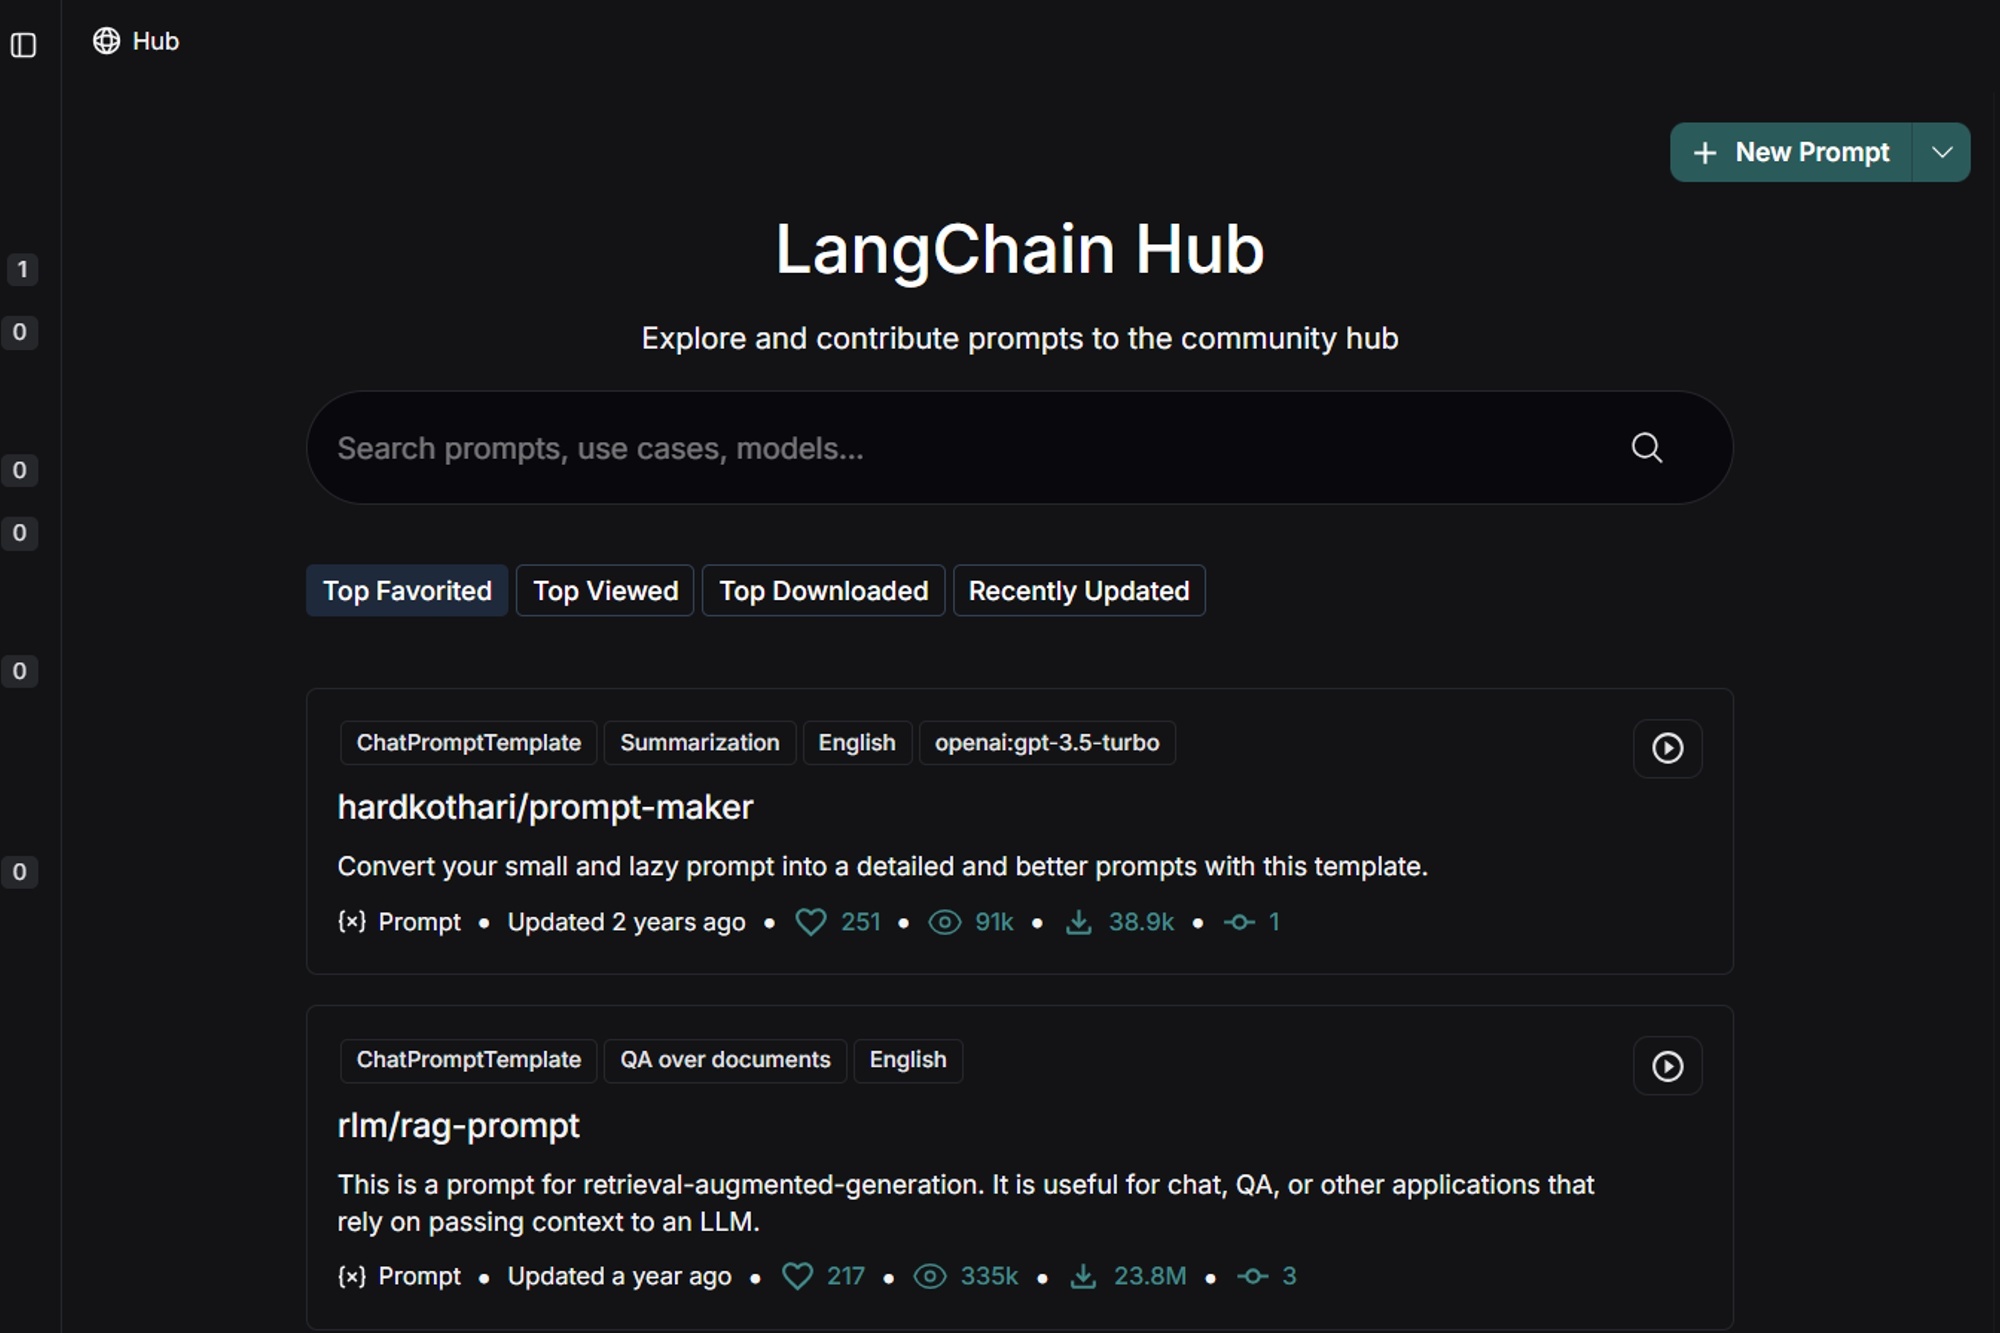 Hub
New Prompt
LangChain Hub
1
Explore and contribute prompts to the community hub
0
Search prompts, use cases, models...
0
0
Top Favorited Top Viewed Top Downloaded Recently Updated
0
ChatPromptTemplate Summarization English openai:gpt-3.5-turbo
hardkothari/prompt-maker
Convert your small and lazy prompt into a detailed and better prompts with this template.
0
{x} Prompt • Updated 2 years ago • 251 • 91k • 38.9k • 1
ChatPromptTemplate QA over documents English
rlm/rag-prompt
This is a prompt for retrieval-augmented-generation. It is useful for chat, QA, or other applications that
rely on passing context to an LLM.
{x} Prompt • Updated a year ago • 217 • 335k • 23.8M • 3